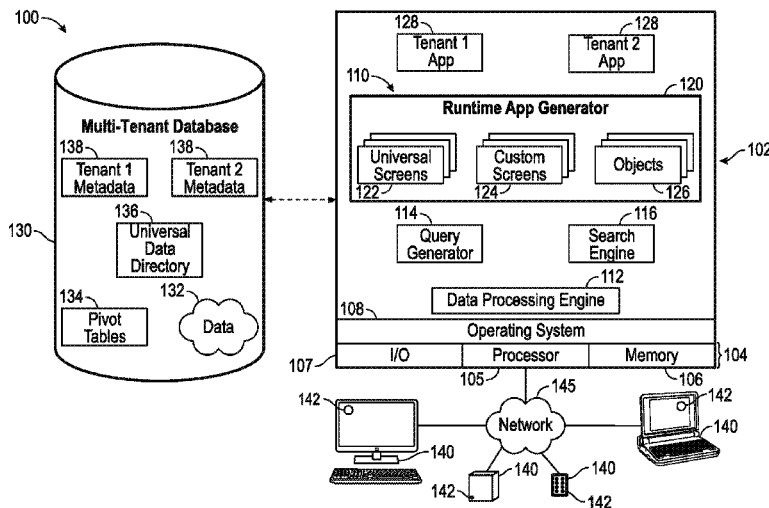 100
128
Tenant 1
App
128
Tenant 2
App
110
120
Runtime App Generator
Universal
Screens
122
Custom
Screens
124
Objects
126
102
114
Query
Generator
116
Search
Engine
112
Data Processing Engine
108
Operating System
107
I/O
Processor
Memory
104
105
106
Multi-Tenant Database
138
Tenant 1
Metadata
138
Tenant 2
Metadata
136
Universal
Data
Directory
130
134
Pivot
Tables
132
Data
145
Network
142
140
142
140
140
142
140
142